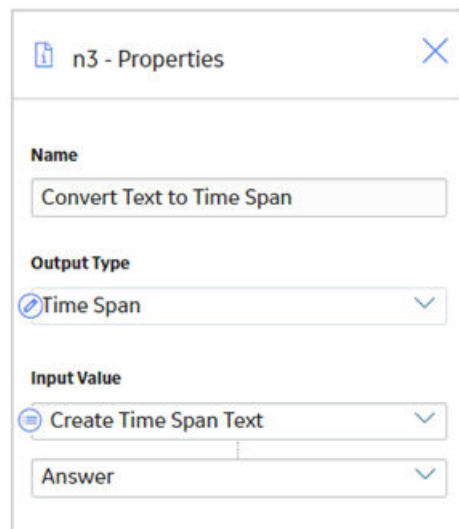 n3 - Properties
Name
Convert Text to Time Span
Output Type
Time Span
Input Value
Create Time Span Text
Answer